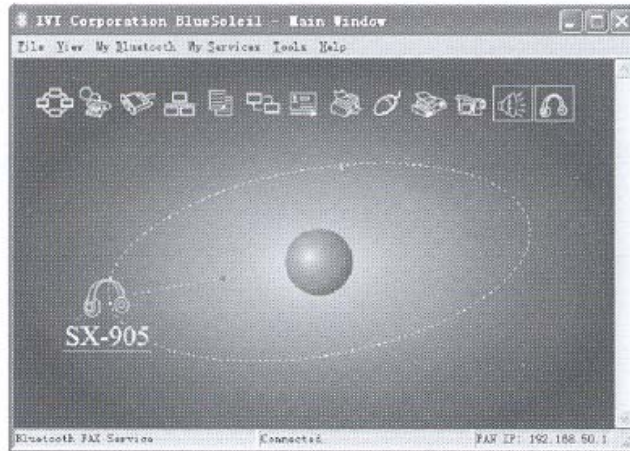 IVI Corporation BlueSoleil - Main Window
File View My Bluetooth My Services Tools Help
SX-905
Bluetooth FAX Service Connected PAN IP: 192.168.50.1